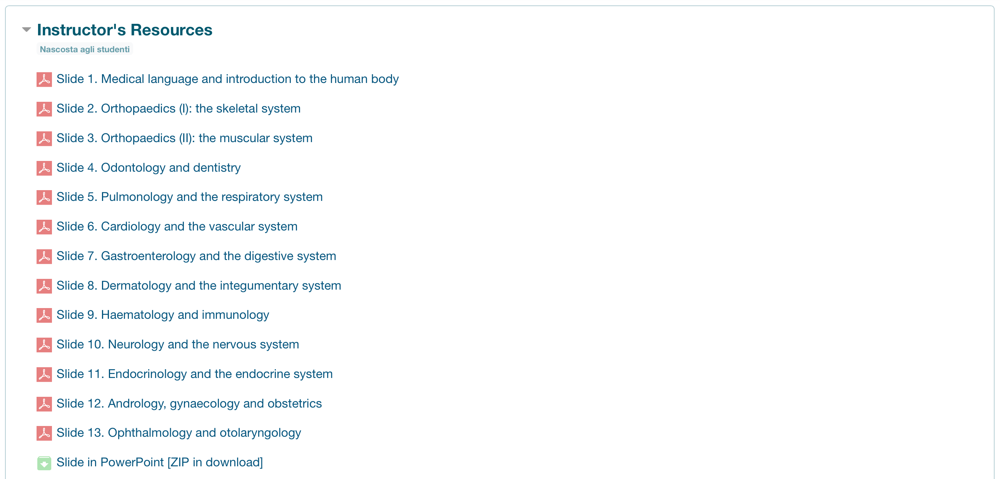 Instructor's Resources
Nascosta agli studenti
Slide 1. Medical language and introduction to the human body
Slide 2. Orthopaedics (I): the skeletal system
Slide 3. Orthopaedics (II): the muscular system
Slide 4. Odontology and dentistry
Slide 5. Pulmonology and the respiratory system
Slide 6. Cardiology and the vascular system
Slide 7. Gastroenterology and the digestive system
Slide 8. Dermatology and the integumentary system
Slide 9. Haematology and immunology
Slide 10. Neurology and the nervous system
Slide 11. Endocrinology and the endocrine system
Slide 12. Andrology, gynaecology and obstetrics
Slide 13. Ophthalmology and otolaryngology
Slide in PowerPoint [ZIP in download]